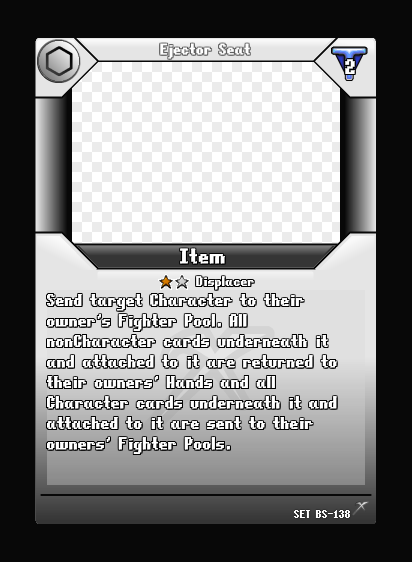 Ejector Seat
2
Item
Displacer
Send target Character to their
owner's Fighter Pool. All
nonCharacter cards underneath it
and attached to it are returned to
their owners' Hands and all
Character cards underneath it and
attached to it are sent to their
owners' Fighter Pools.
SET BS-138